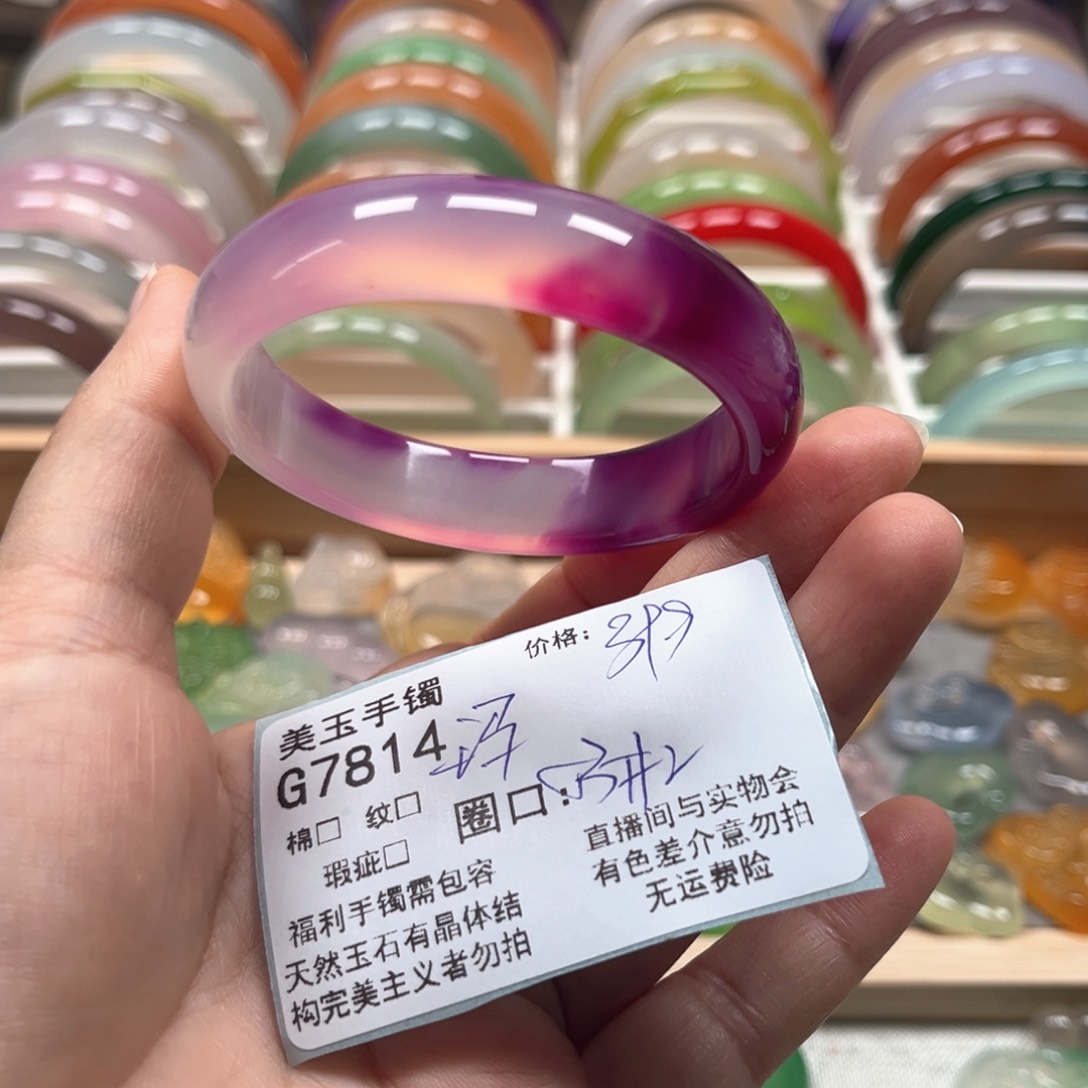 价格: 319
美玉手镯
G7814
棉□ 纹□ 圈口:
瑕疵□
福利手镯需包容
天然玉石有晶体结
构完美主义者勿拍
直播间与实物会
有色差介意勿拍
无运费险